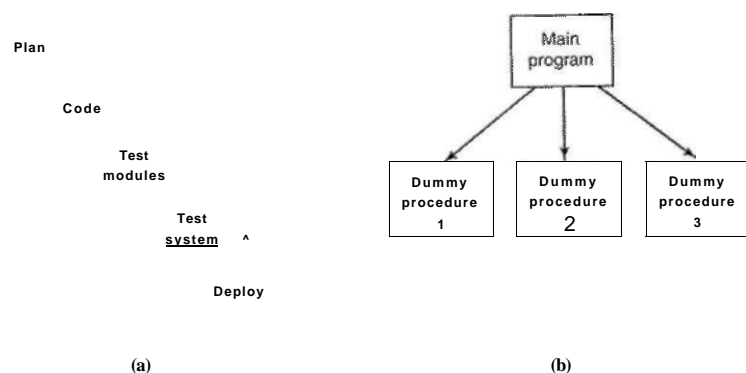 Plan
Code
Test
modules
Test
system ^
Deploy
(a)
Main
program
Dummy
procedure
1
Dummy
procedure
2
Dummy
procedure
3
(b)